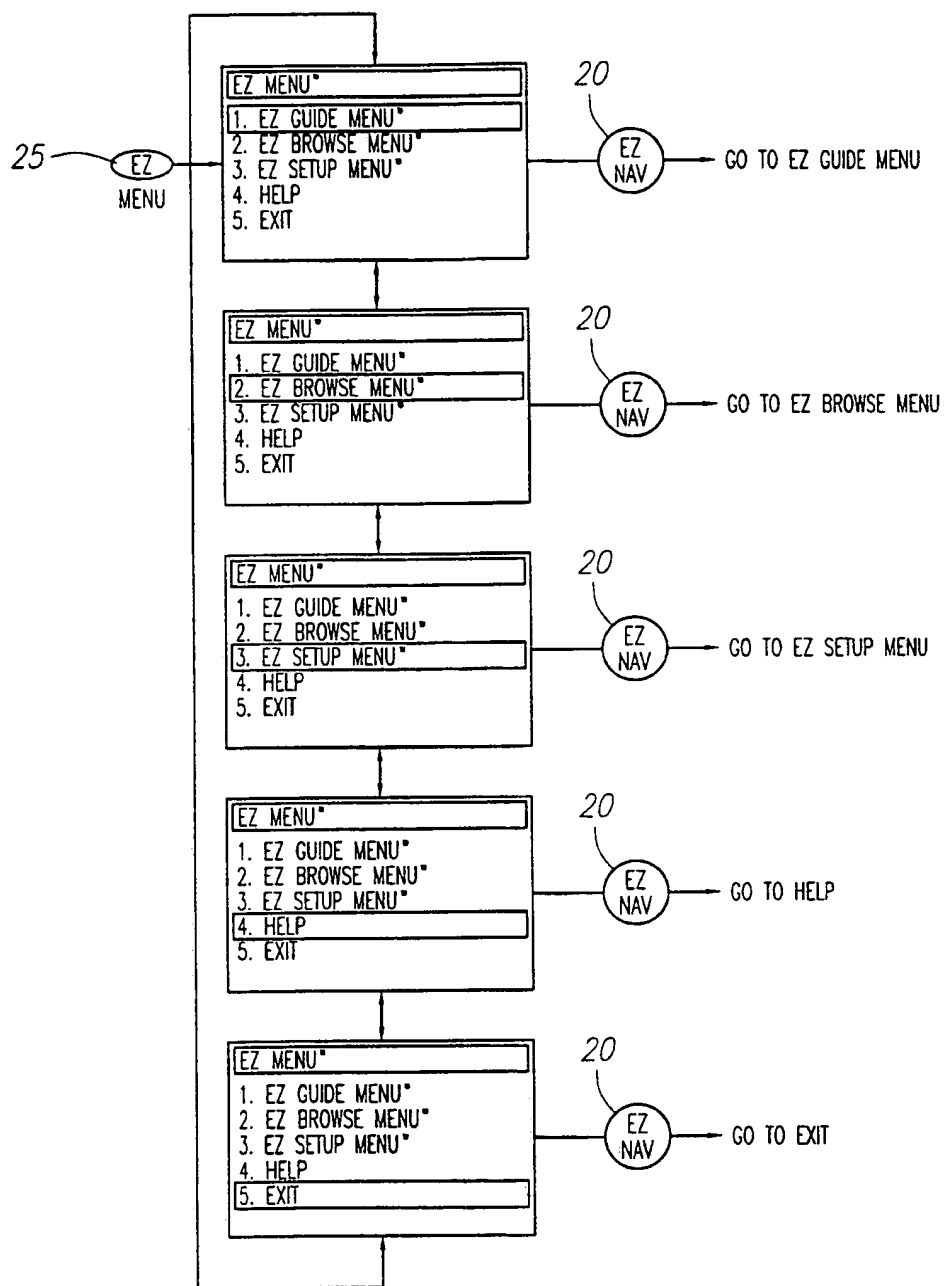 EZ MENU"
1. EZ GUIDE MENU"
2. EZ BROWSE MENU"
3. EZ SETUP MENU"
4. HELP
5. EXIT
25
EZ
MENU
20
EZ
NAV
GO TO EZ GUIDE MENU
EZ MENU"
1. EZ GUIDE MENU"
2. EZ BROWSE MENU"
3. EZ SETUP MENU"
4. HELP
5. EXIT
20
EZ
NAV
GO TO EZ BROWSE MENU
EZ MENU"
1. EZ GUIDE MENU"
2. EZ BROWSE MENU"
3. EZ SETUP MENU"
4. HELP
5. EXIT
20
EZ
NAV
GO TO EZ SETUP MENU
EZ MENU"
1. EZ GUIDE MENU"
2. EZ BROWSE MENU"
3. EZ SETUP MENU"
4. HELP
5. EXIT
20
EZ
NAV
GO TO HELP
EZ MENU"
1. EZ GUIDE MENU"
2. EZ BROWSE MENU"
3. EZ SETUP MENU"
4. HELP
5. EXIT
20
EZ
NAV
GO TO EXIT